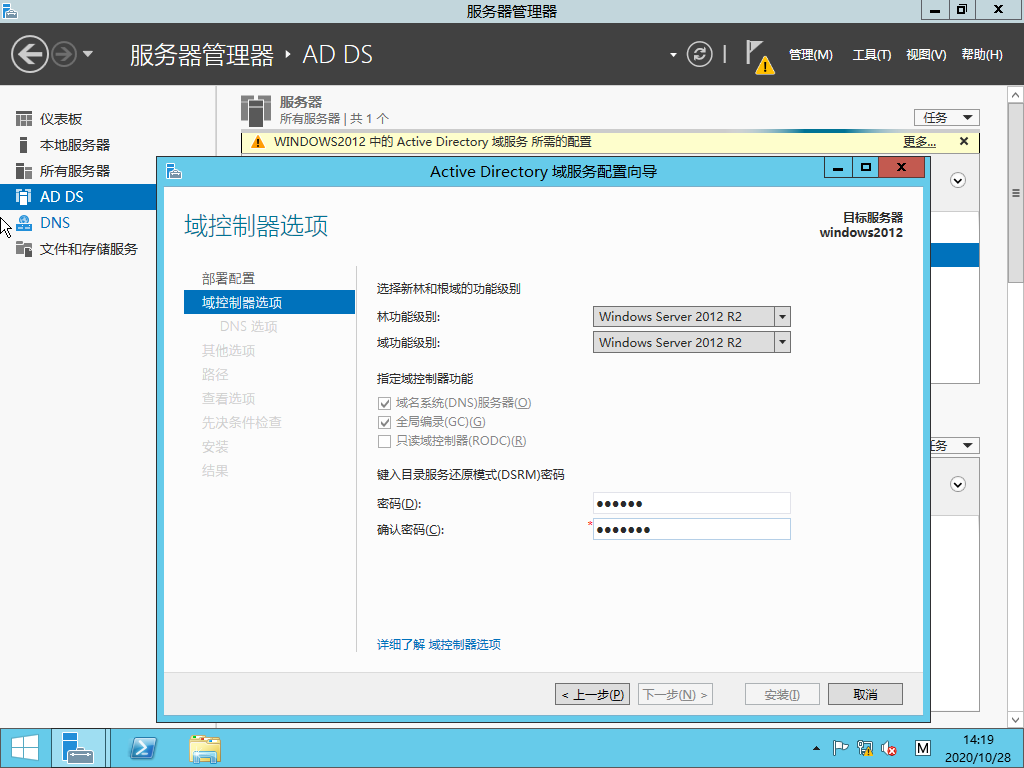 服务器管理器
服务器管理器 ‣ AD DS
管理(M) 工具(T) 视图(V) 帮助(H)
仪表板
本地服务器
所有服务器
AD DS
DNS
文件和存储服务
服务器
所有服务器 | 共 1 个
任务
WINDOWS2012 中的 Active Directory 域服务 所需的配置 更多...
Active Directory 域服务配置向导
域控制器选项
目标服务器
windows2012
部署配置
域控制器选项
DNS 选项
其他选项
路径
查看选项
先决条件检查
安装
结果
选择新林和根域的功能级别
林功能级别: Windows Server 2012 R2
域功能级别: Windows Server 2012 R2
指定域控制器功能
域名系统(DNS)服务器(O)
全局编录(GC)(G)
只读域控制器(RODC)(R)
键入目录服务还原模式(DSRM)密码
密码(D): ●●●●●●
确认密码(C): *●●●●●●●
详细了解 域控制器选项
< 上一步(P) 下一步(N) > 安装(I) 取消
M
14:19
2020/10/28